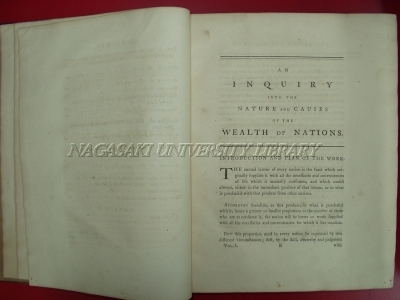 AN
INQUIRY
INTO THE
NATURE AND CAUSES
OF THE
WEALTH OF NATIONS.
NAGASAKI UNIVERSITY LIBRARY
INTRODUCTION AND PLAN OF THE WORK.
THE annual labour of every nation is the fund which originally supplies it with all the necessaries and conveniencies
of life which it annually consumes, and which consist
always, either in the immediate produce of that labour, or in what
is purchased with that produce from other nations.
ACCORDING therefore, as this produce, or what is purchased
with it, bears a greater or smaller proportion to the number of those
who are to consume it, the nation will be better or worse supplied
with all the necessaries and conveniencies for which it has occasion.
BUT this proportion must in every nation be regulated by two
different circumstances; first, by the skill, dexterity and judgment
VOL. I. B with